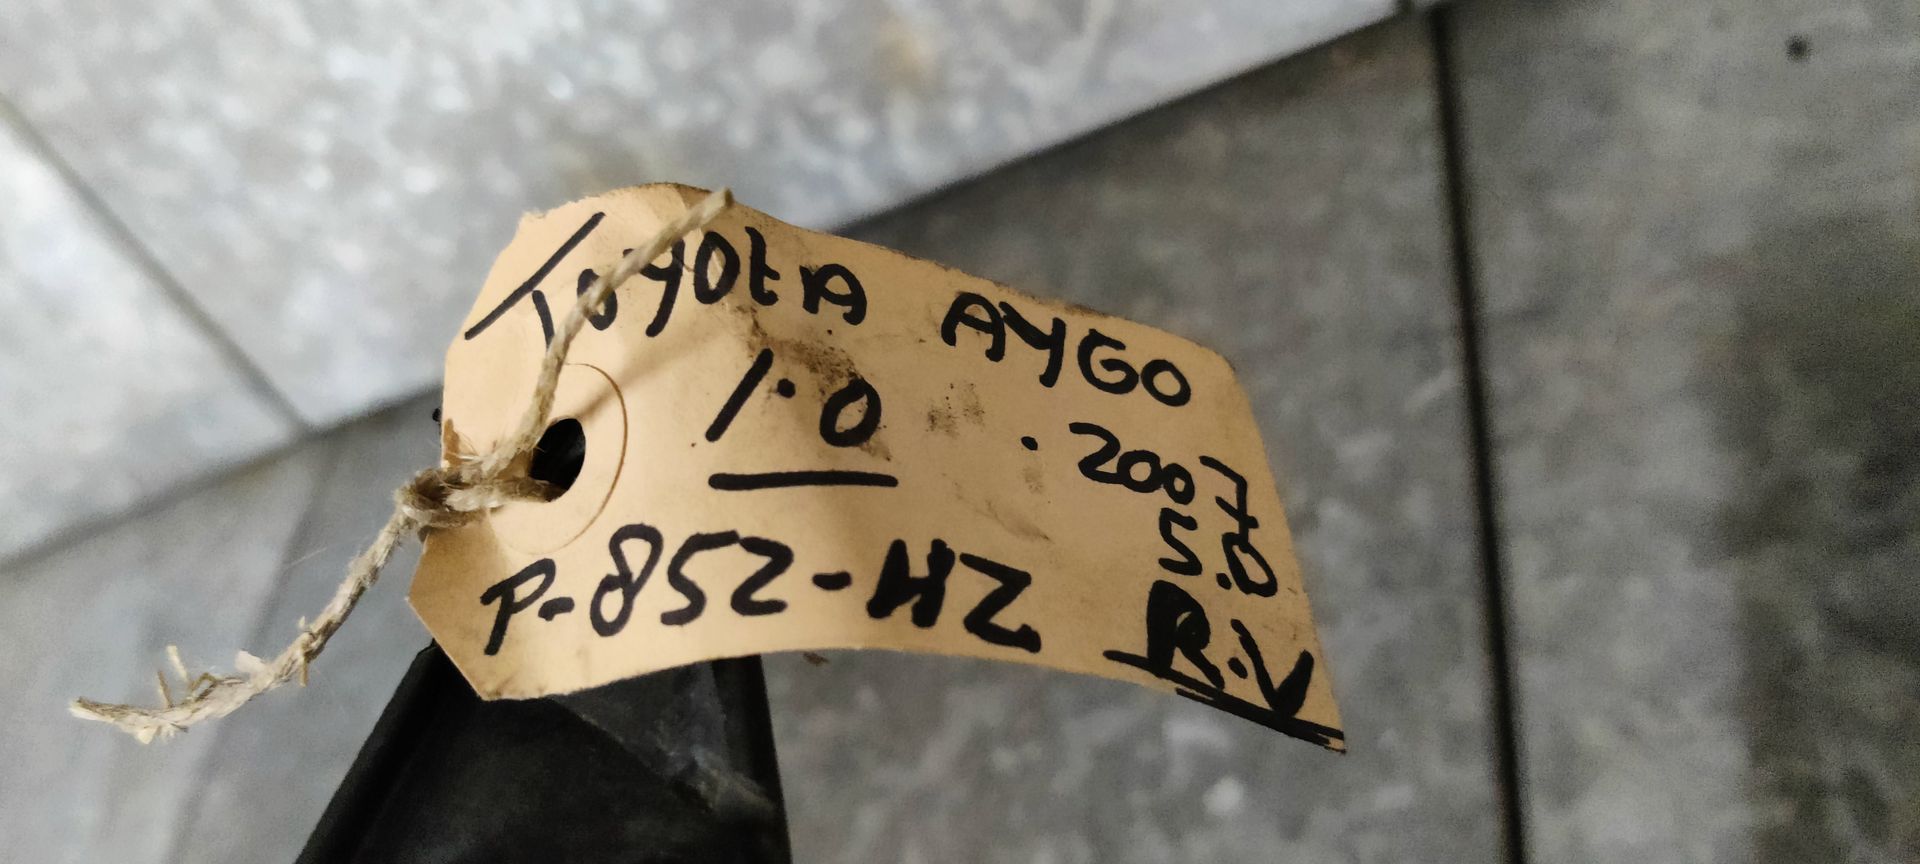 Toyota AYGO
1.0
. 2007
5.D
P-852-HZ
R.V